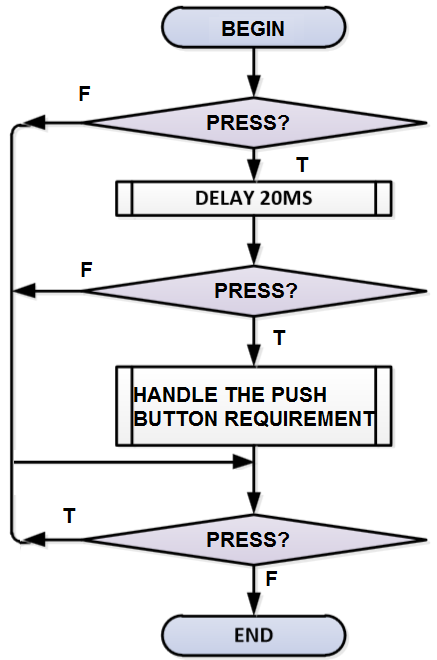 BEGIN
F
PRESS?
T
DELAY 20MS
F
PRESS?
T
HANDLE THE PUSH
BUTTON REQUIREMENT
T
PRESS?
F
END